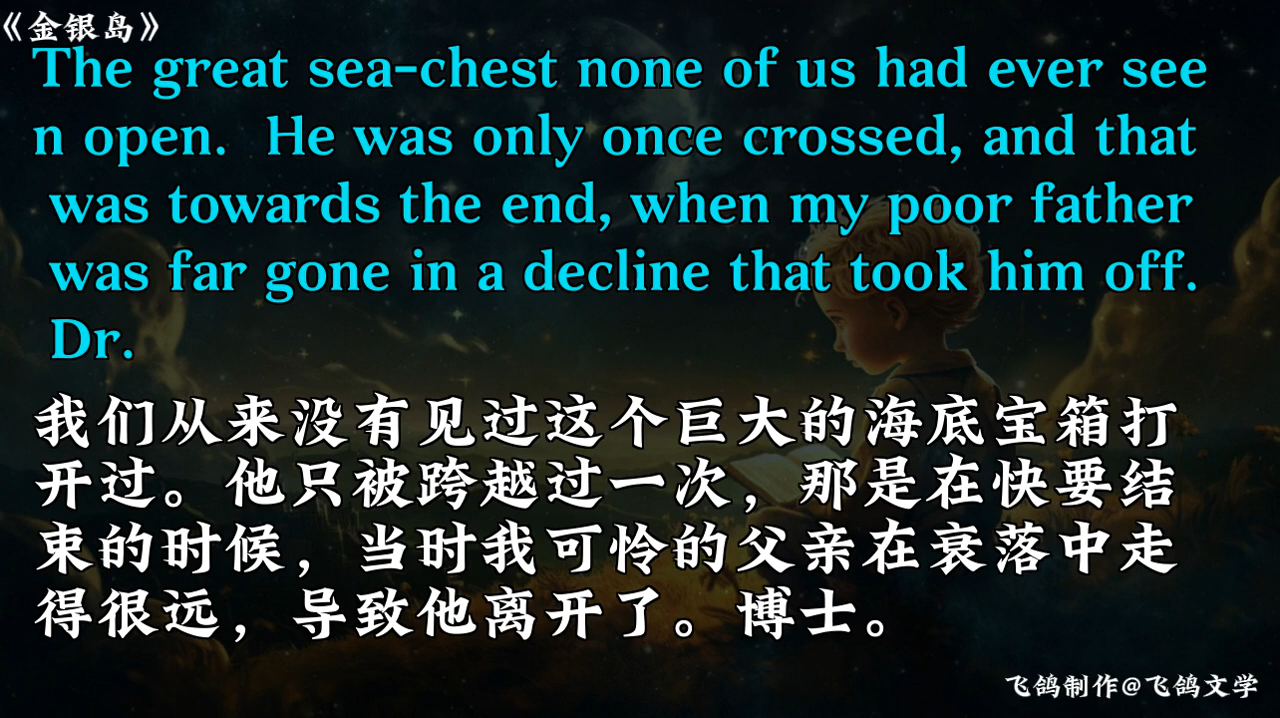 《金银岛》
The great sea-chest none of us had ever see
n open.  He was only once crossed, and that
was towards the end, when my poor father
was far gone in a decline that took him off.
Dr.
我们从来没有见过这个巨大的海底宝箱打
开过。他只被跨越过一次，那是在快要结
束的时候，当时我可怜的父亲在衰落中走
得很远，导致他离开了。博士。
飞鸽制作@飞鸽文学